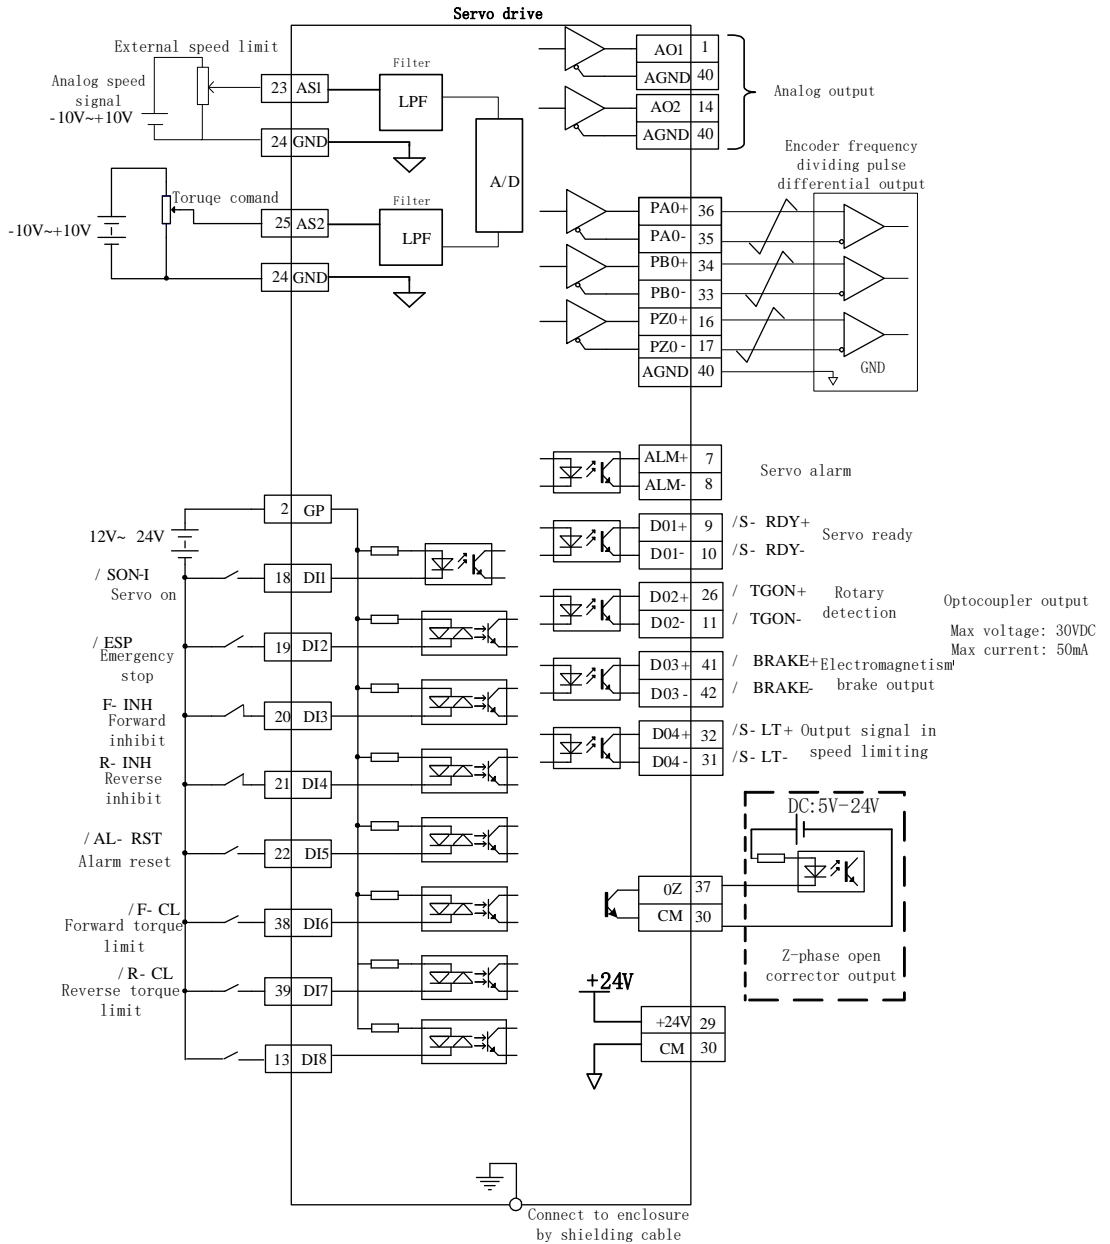 Servo drive
External speed limit
Analog speed
signal
-10V~+10V
23 AS1
Filter
LPF
24 GND
A/D
Toruqe comand
-10V~+10V
25 AS2
Filter
LPF
24 GND
AO1 1
AGND 40
AO2 14
AGND 40
Analog output
Encoder frequency
dividing pulse
differential output
PA0+ 36
PA0- 35
PB0+ 34
PB0- 33
PZ0+ 16
PZ0- 17
AGND 40
GND
ALM+ 7
ALM- 8
Servo alarm
D01+ 9 /S- RDY+
D01- 10 /S- RDY-
Servo ready
D02+ 26 / TGON+
D02- 11 / TGON-
Rotary
detection
D03+ 41 / BRAKE+
D03- 42 / BRAKE-
Electromagnetism
brake output
D04+ 32 /S- LT+
D04- 31 /S- LT-
Output signal in
speed limiting
Optocoupler output
Max voltage: 30VDC
Max current: 50mA
2 GP
12V~ 24V
/ SON-I
Servo on
18 DI1
/ ESP
Emergency
stop
19 DI2
F- INH
Forward
inhibit
20 DI3
R- INH
Reverse
inhibit
21 DI4
/ AL- RST
Alarm reset
22 DI5
/F- CL
Forward torque
limit
38 DI6
/R- CL
Reverse torque
limit
39 DI7
13 DI8
DC:5V-24V
0Z 37
CM 30
Z-phase open
corrector output
+24V
+24V 29
CM 30
Connect to enclosure
by shielding cable